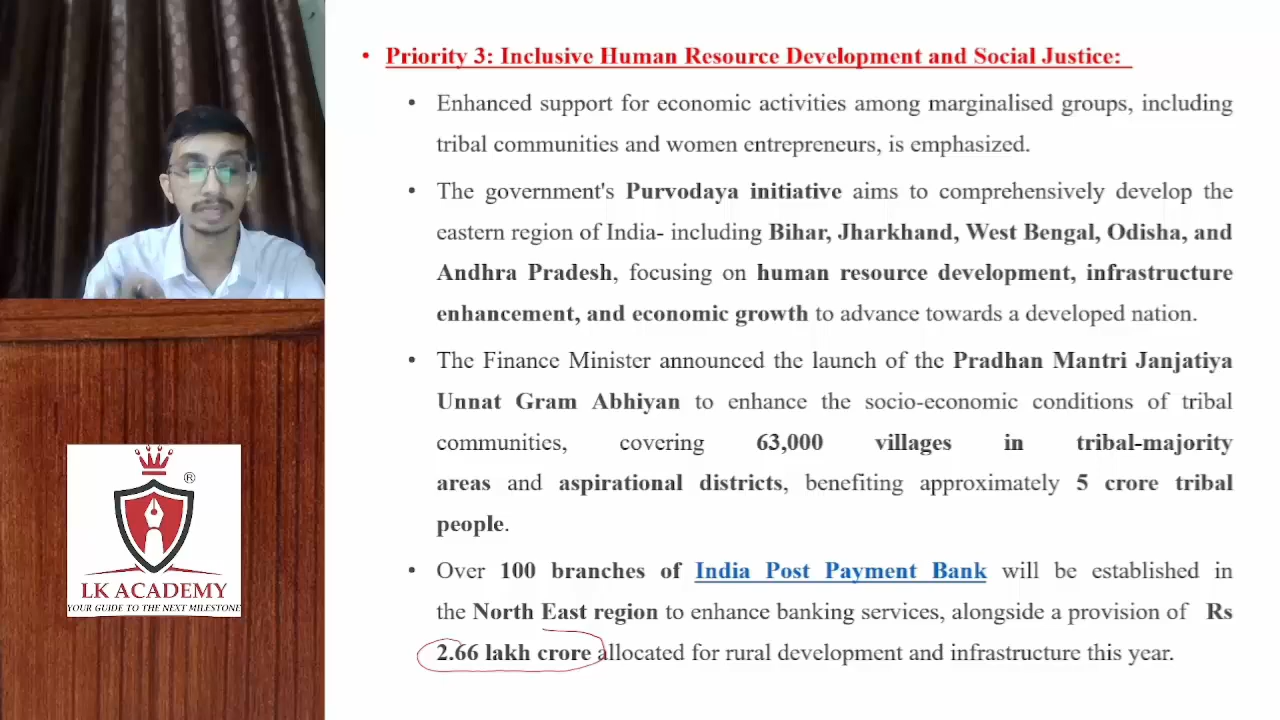 • Priority 3: Inclusive Human Resource Development and Social Justice:
• Enhanced support for economic activities among marginalised groups, including
tribal communities and women entrepreneurs, is emphasized.
• The government's Purvodaya initiative aims to comprehensively develop the
eastern region of India- including Bihar, Jharkhand, West Bengal, Odisha, and
Andhra Pradesh, focusing on human resource development, infrastructure
enhancement, and economic growth to advance towards a developed nation.
• The Finance Minister announced the launch of the Pradhan Mantri Janjatiya
Unnat Gram Abhiyan to enhance the socio-economic conditions of tribal
communities, covering 63,000 villages in tribal-majority
areas and aspirational districts, benefiting approximately 5 crore tribal
people.
• Over 100 branches of India Post Payment Bank will be established in
the North East region to enhance banking services, alongside a provision of Rs
2.66 lakh crore allocated for rural development and infrastructure this year.
®
LK ACADEMY
YOUR GUIDE TO THE NEXT MILESTONE